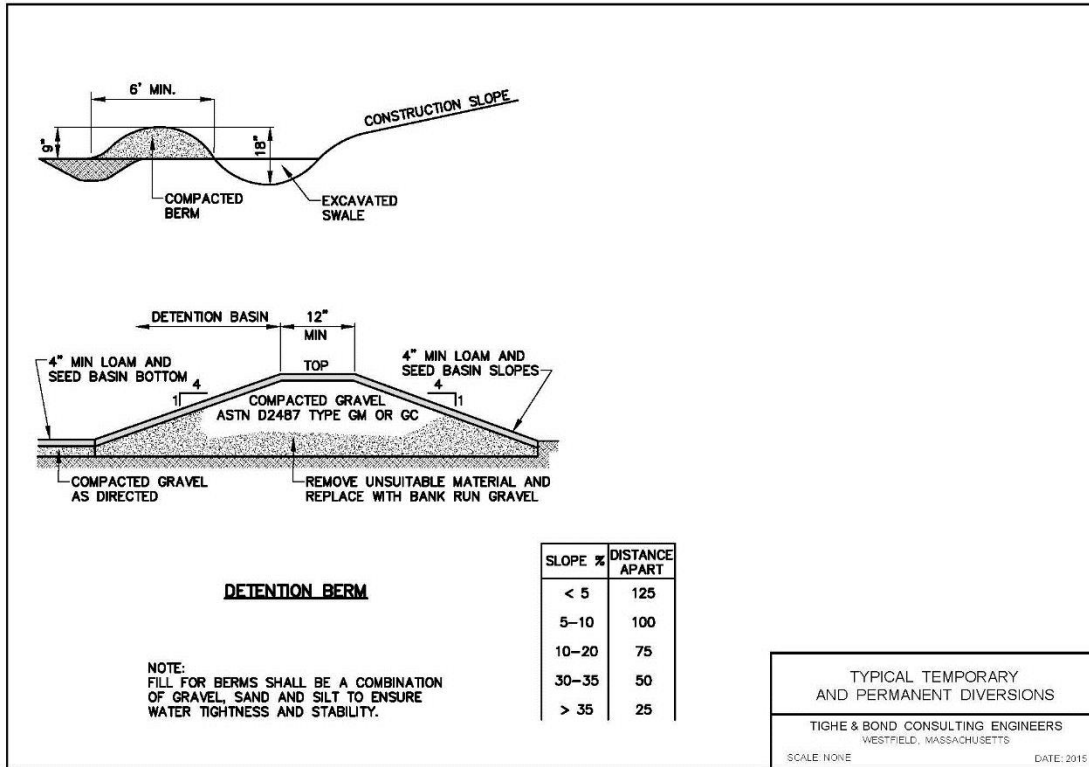 6' MIN.
9"
18"
CONSTRUCTION SLOPE
COMPACTED
BERM
EXCAVATED
SWALE
DETENTION BASIN
12"
MIN
4" MIN LOAM AND
SEED BASIN BOTTOM
TOP
4" MIN LOAM AND
SEED BASIN SLOPES
4
1
4
1
COMPACTED GRAVEL
ASTN D2487 TYPE GM OR GC
COMPACTED GRAVEL
AS DIRECTED
REMOVE UNSUITABLE MATERIAL AND
REPLACE WITH BANK RUN GRAVEL
DETENTION BERM
NOTE:
FILL FOR BERMS SHALL BE A COMBINATION
OF GRAVEL, SAND AND SILT TO ENSURE
WATER TIGHTNESS AND STABILITY.
SLOPE % DISTANCE
APART
< 5 125
5-10 100
10-20 75
30-35 50
> 35 25
TYPICAL TEMPORARY
AND PERMANENT DIVERSIONS
TIGHE & BOND CONSULTING ENGINEERS
WESTFIELD, MASSACHUSETTS
SCALE: NONE DATE: 2015